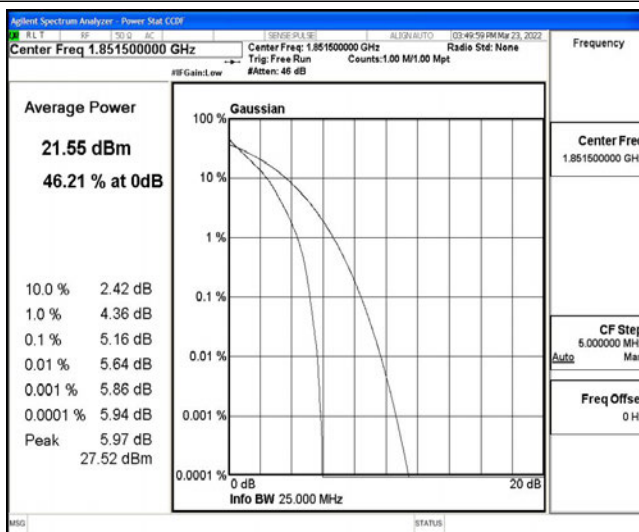 Agilent Spectrum Analyzer - Power Stat CCDF
RLT RF 50 Ω AC SENSE:PULSE ALIGN AUTO 03:49:59 PM Mar 23, 2022
Center Freq 1.851500000 GHz
Center Freq: 1.851500000 GHz Radio Std: None
Trig: Free Run Counts:1.00 M/1.00 Mpt
#IFGain:Low #Atten: 46 dB
Frequency
Average Power
21.55 dBm
46.21 % at 0dB
10.0 % 2.42 dB
1.0 % 4.36 dB
0.1 % 5.16 dB
0.01 % 5.64 dB
0.001 % 5.86 dB
0.0001 % 5.94 dB
Peak 5.97 dB
27.52 dBm
Gaussian
100 %
10 %
1 %
0.1 %
0.01 %
0.001 %
0.0001 %
0 dB 20 dB
Info BW 25.000 MHz
Center Fre
1.851500000 GH
CF Step
5.000000 MH
Auto Ma
Freq Offse
0 H
MSG STATUS